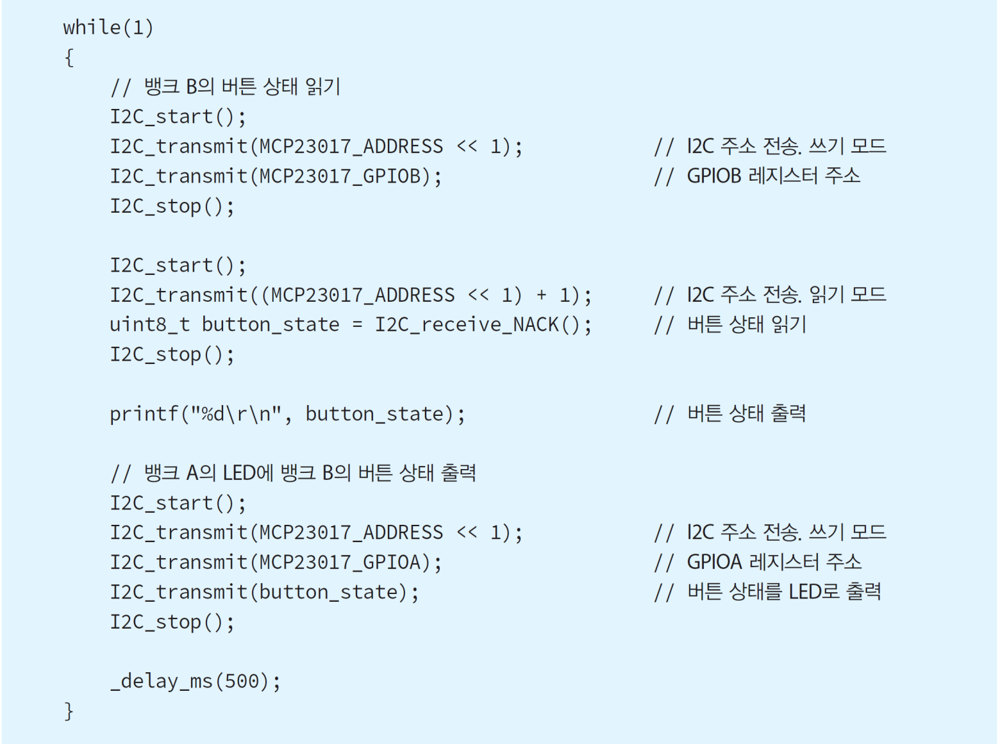 while(1)
{
// 뱅크 B의 버튼 상태 읽기
I2C_start();
I2C_transmit(MCP23017_ADDRESS << 1); // I2C 주소 전송. 쓰기 모드
I2C_transmit(MCP23017_GPIOB); // GPIOB 레지스터 주소
I2C_stop();
I2C_start();
I2C_transmit((MCP23017_ADDRESS << 1) + 1); // I2C 주소 전송. 읽기 모드
uint8_t button_state = I2C_receive_NACK(); // 버튼 상태 읽기
I2C_stop();
printf("%d\r\n", button_state); // 버튼 상태 출력
// 뱅크 A의 LED에 뱅크 B의 버튼 상태 출력
I2C_start();
I2C_transmit(MCP23017_ADDRESS << 1); // I2C 주소 전송. 쓰기 모드
I2C_transmit(MCP23017_GPIOA); // GPIOA 레지스터 주소
I2C_transmit(button_state); // 버튼 상태를 LED로 출력
I2C_stop();
_delay_ms(500);
}